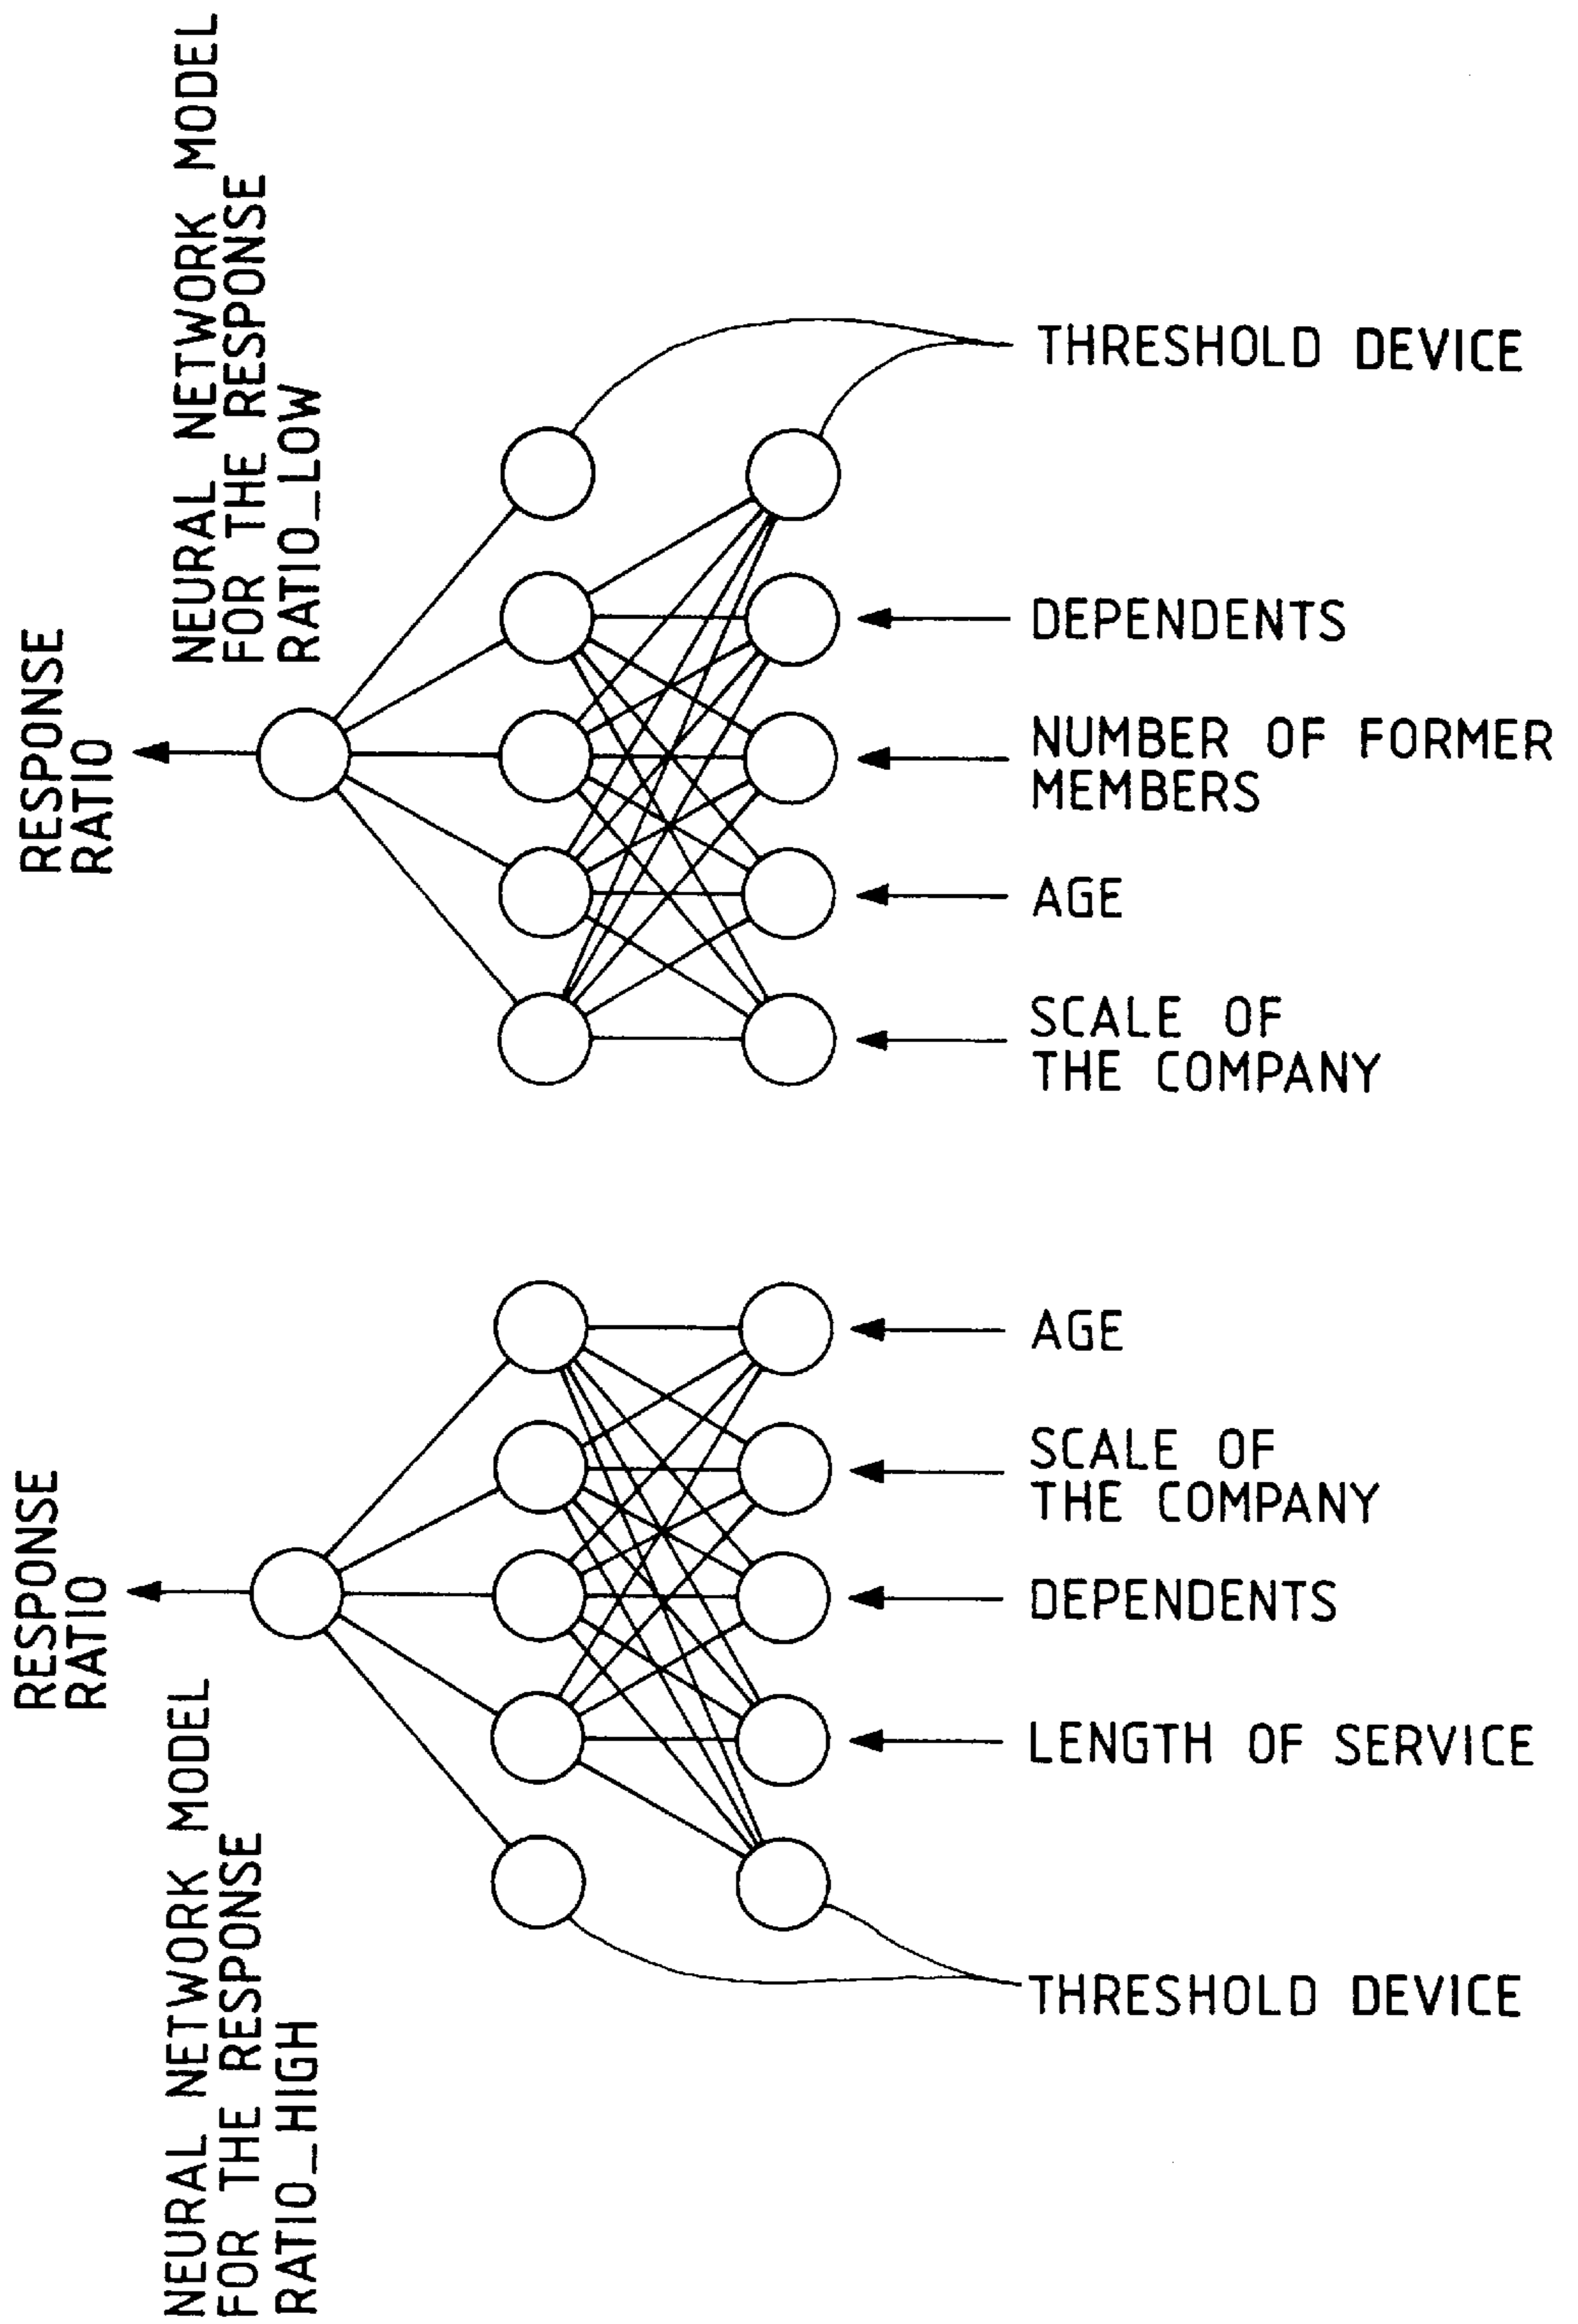 NEURAL NETWORK MODEL
FOR THE RESPONSE
RATIO_LOW
RESPONSE
RATIO
THRESHOLD DEVICE
DEPENDENTS
NUMBER OF FORMER
MEMBERS
AGE
SCALE OF
THE COMPANY
RESPONSE
RATIO
NEURAL NETWORK MODEL
FOR THE RESPONSE
RATIO_HIGH
AGE
SCALE OF
THE COMPANY
DEPENDENTS
LENGTH OF SERVICE
THRESHOLD DEVICE